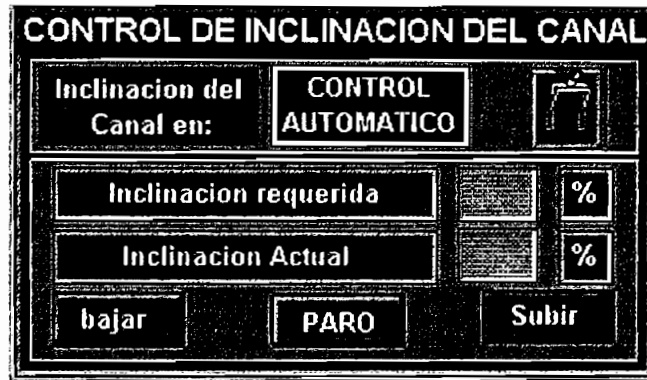 CONTROL DE INCLINACION DEL CANAL
Inclinacion del
Canal en:
CONTROL
AUTOMATICO
Inclinacion requerida
%
Inclinacion Actual
%
bajar
PARO
Subir